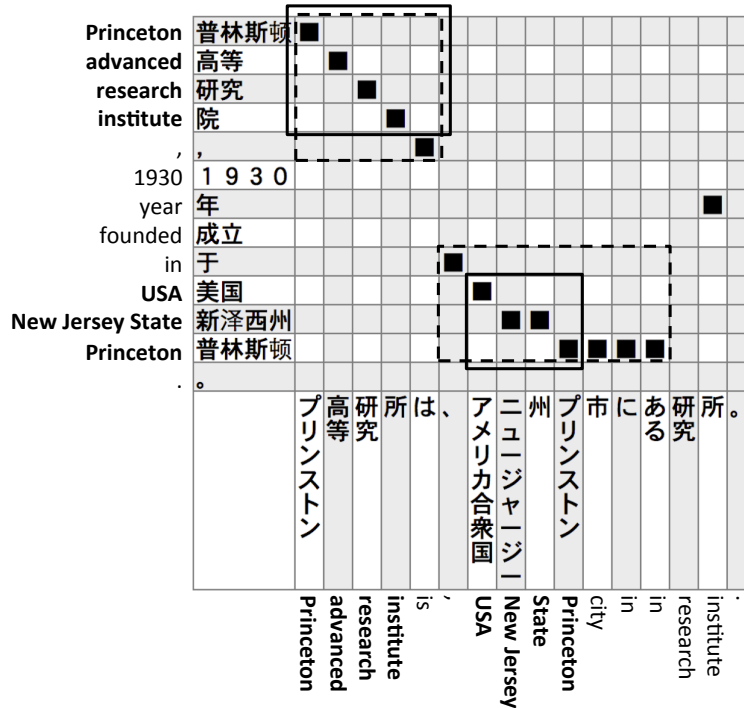 Princeton 普林斯顿
advanced 高等
research 研究
institute 院
, ，
1930 １９３０
year 年
founded 成立
in 于
USA 美国
New Jersey State 新泽西州
Princeton 普林斯顿
. 。
プリンストン
高等
研究
所
は
、
アメリカ合衆国
ニュージャージー
州
プリンストン
市
に
ある
研究
所
。
Princeton
advanced
research
institute
is
,
USA
New Jersey
State
Princeton
city
in
in
research
institute
.